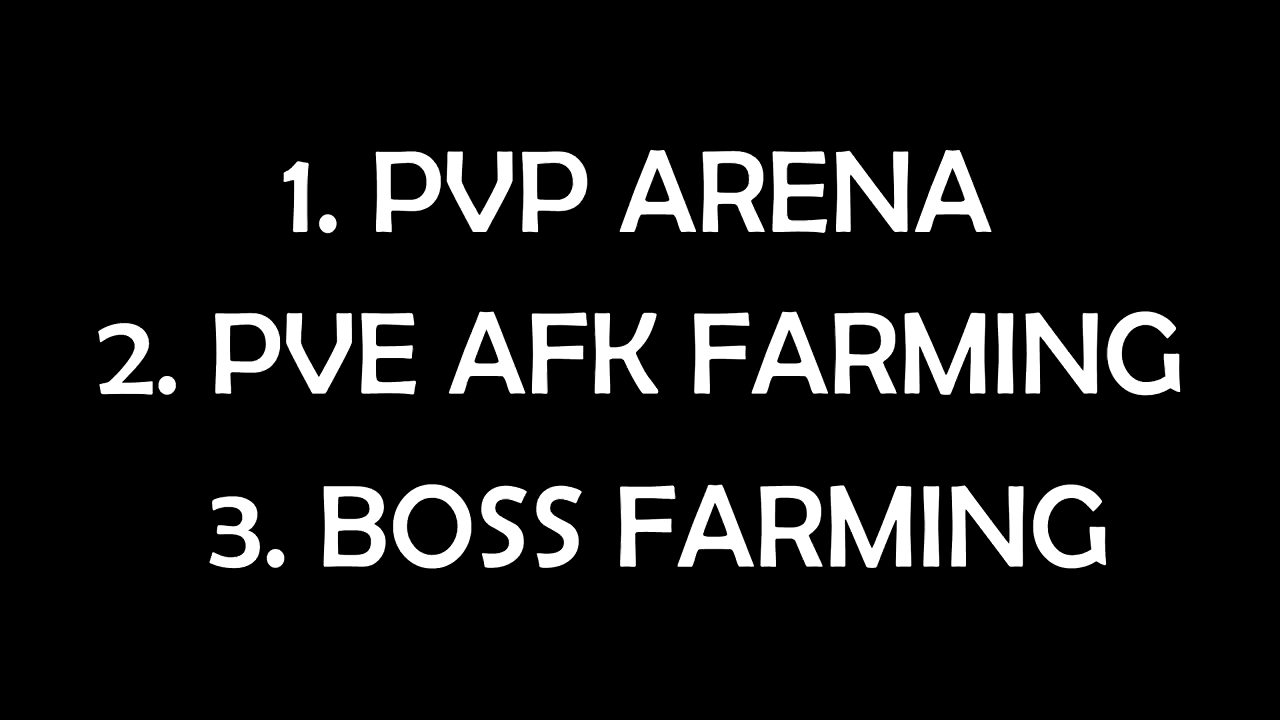 1. PVP ARENA
2. PVE AFK FARMING
3. BOSS FARMING